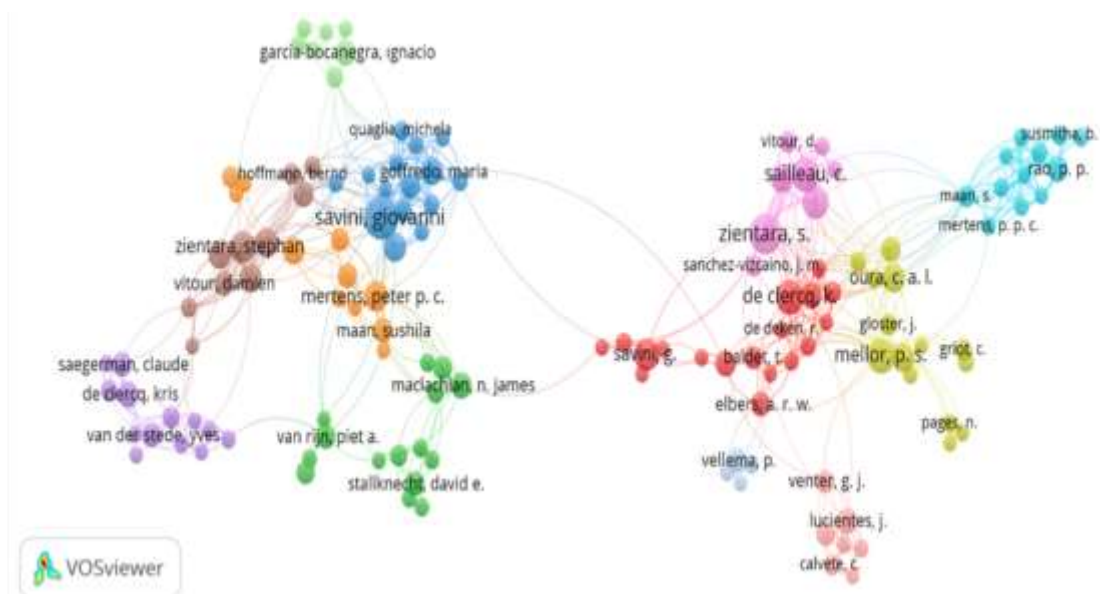 garcía-bocanegra, ignacio
quaglia, michela
hoffmann, bernd
goffredo, maria
savini, giovanni
zientara, stephan
vitour, damien
mertens, peter p. c.
maan, sushila
saegerman, claude
de clercq, kris
van der stede, yves
maclachlan, n. james
van rijn, piet a.
stallknecht, david e.
vitour, d.
sailleau, c.
susmitha, b.
rao, p. p.
maan, s.
mertens, p. p. c.
zientara, s.
sanchez-vizcaino, j. m.
oura, c. a. l.
de clercq, k.
de deken, r.
gloster, j.
savini, g.
balder, t.
mellor, p. s.
griot, c.
elbers, a. r. w.
pages, n.
vellema, p.
venter, g. j.
lucientes, j.
calvete, c.
VOSviewer